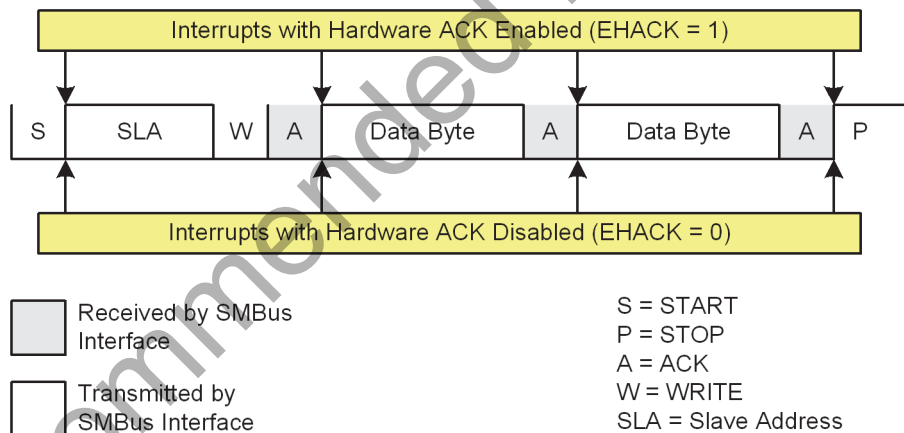 Interrupts with Hardware ACK Enabled (EHACK = 1)
S SLA W A Data Byte A Data Byte A P
Interrupts with Hardware ACK Disabled (EHACK = 0)
Received by SMBus
Interface
Transmitted by
SMBus Interface
S = START
P = STOP
A = ACK
W = WRITE
SLA = Slave Address
ommended